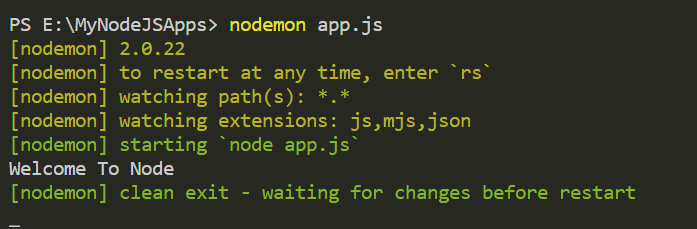 PS E:\MyNodeJSApps> nodemon app.js
[nodemon] 2.0.22
[nodemon] to restart at any time, enter `rs`
[nodemon] watching path(s): *.*
[nodemon] watching extensions: js,mjs,json
[nodemon] starting `node app.js`
Welcome To Node
[nodemon] clean exit - waiting for changes before restart